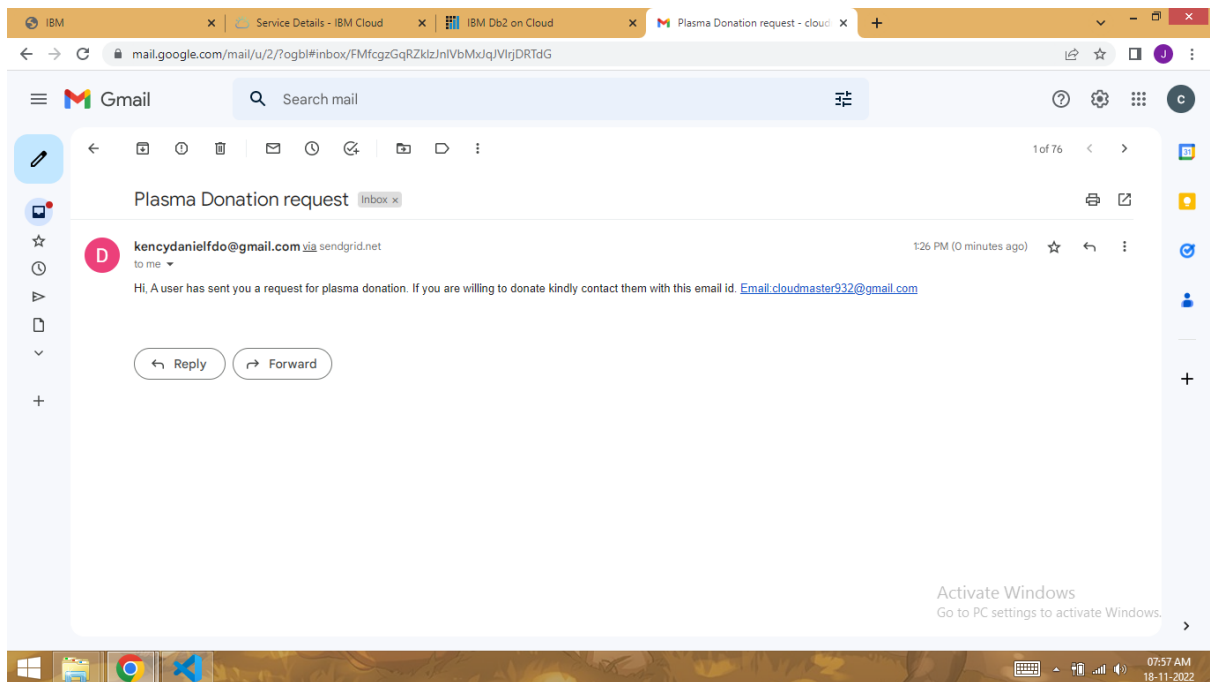 IBM
Service Details - IBM Cloud
IBM Db2 on Cloud
Plasma Donation request - cloud
mail.google.com/mail/u/2/?ogbl#inbox/FMfcgzGqRZklzJnlVbMxJqJVlrjDRTdG
J
Gmail
Search mail
c
1 of 76
31
Plasma Donation request
Inbox ×
D
kencydanielfdo@gmail.com via sendgrid.net
1:26 PM (0 minutes ago)
to me
Hi, A user has sent you a request for plasma donation. If you are willing to donate kindly contact them with this email id. Email:cloudmaster932@gmail.com
Reply
Forward
Activate Windows
Go to PC settings to activate Windows.
07:57 AM
18-11-2022